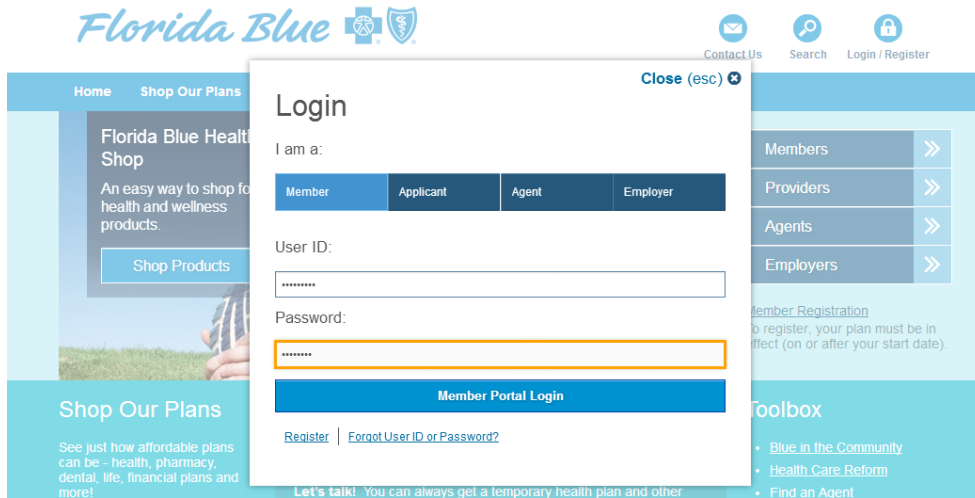 Florida Blue
Contact Us
Search
Login / Register
Home
Shop Our Plans
Close (esc)
Login
I am a:
Member
Applicant
Agent
Employer
User ID:
•••••••••
Password:
••••••••
Member Portal Login
Register
Forgot User ID or Password?
Florida Blue Healt
Shop
An easy way to shop fo
health and wellness
products.
Shop Products
Members
Providers
Agents
Employers
Member Registration
To register, your plan must be in
effect (on or after your start date).
Shop Our Plans
See just how affordable plans
can be - health, pharmacy,
dental, life, financial plans and
more!
Let's talk! You can always get a temporary health plan and other
Toolbox
Blue in the Community
Health Care Reform
Find an Agent